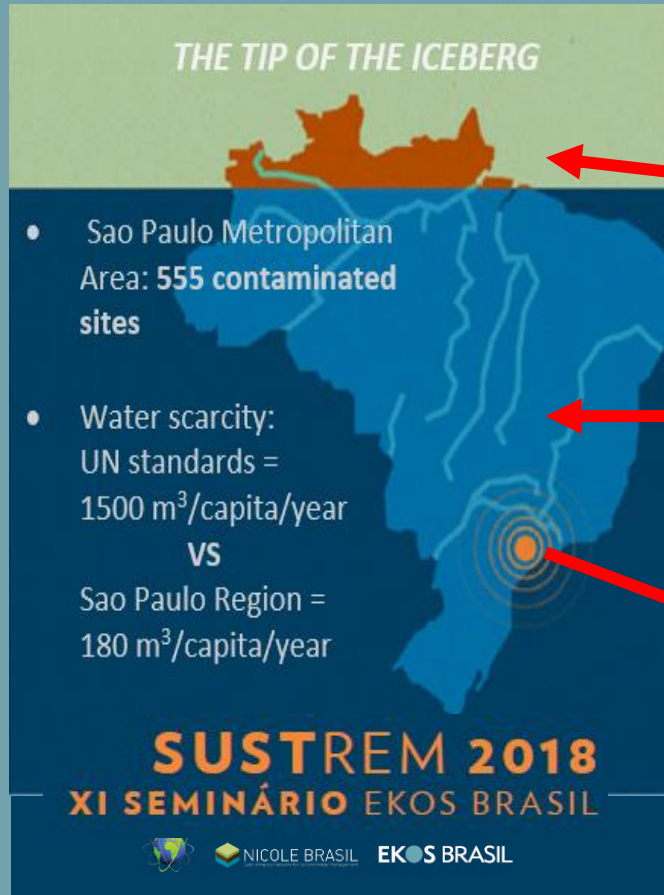 THE TIP OF THE ICEBERG
• Sao Paulo Metropolitan
Area: 555 contaminated
sites
• Water scarcity:
UN standards =
1500 m³/capita/year
VS
Sao Paulo Region =
180 m³/capita/year
SUSTREM 2018
XI SEMINÁRIO EKOS BRASIL
NICOLE BRASIL EKOS BRASIL